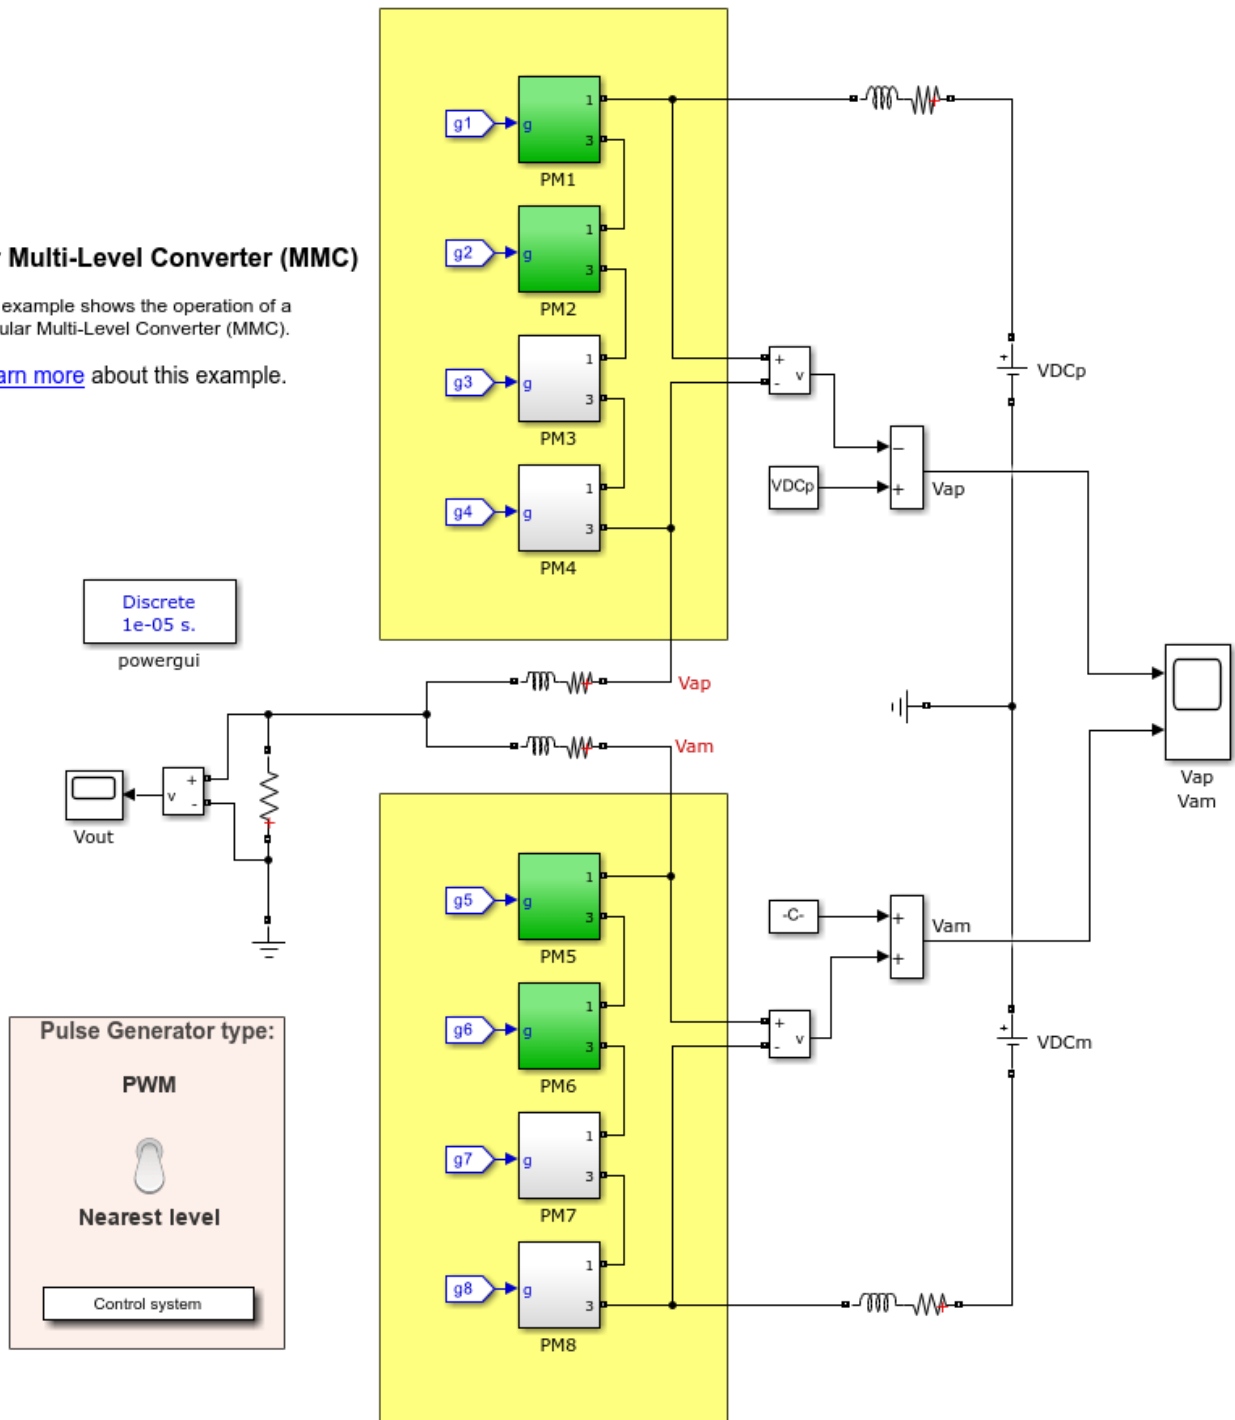 Multi-Level Converter (MMC)
example shows the operation of a
ular Multi-Level Converter (MMC).
arn more about this example.
g1
g
1
3
PM1
g2
g
1
3
PM2
g3
g
1
3
PM3
g4
g
1
3
PM4
+
-
v
VDCp
−
+
Vap
+
VDCp
Discrete
1e-05 s.
powergui
Vap
Vam
Vout
v
+
-
Vap
Vam
g5
g
1
3
PM5
g6
g
1
3
PM6
g7
g
1
3
PM7
g8
g
1
3
PM8
-C-
+
+
Vam
+
-
v
+
VDCm
Pulse Generator type:
PWM
Nearest level
Control system